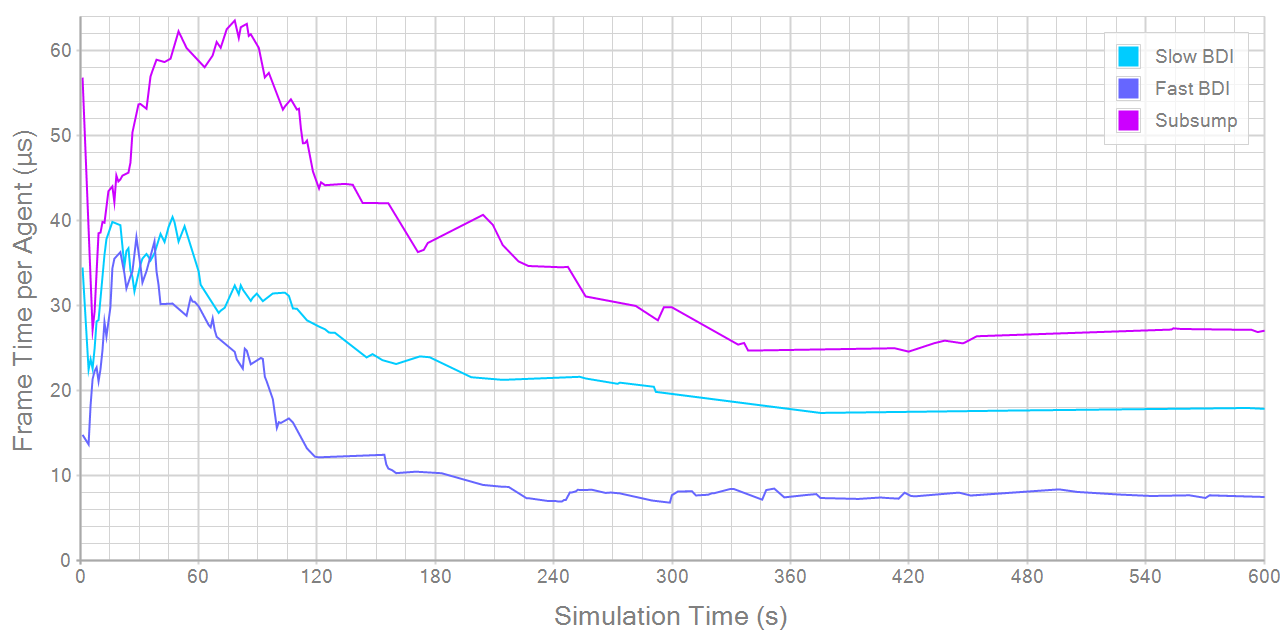 Frame Time per Agent (µs)
60
50
40
30
20
10
0
Slow BDI
Fast BDI
Subsump
0 60 120 180 240 300 360 420 480 540 600
Simulation Time (s)